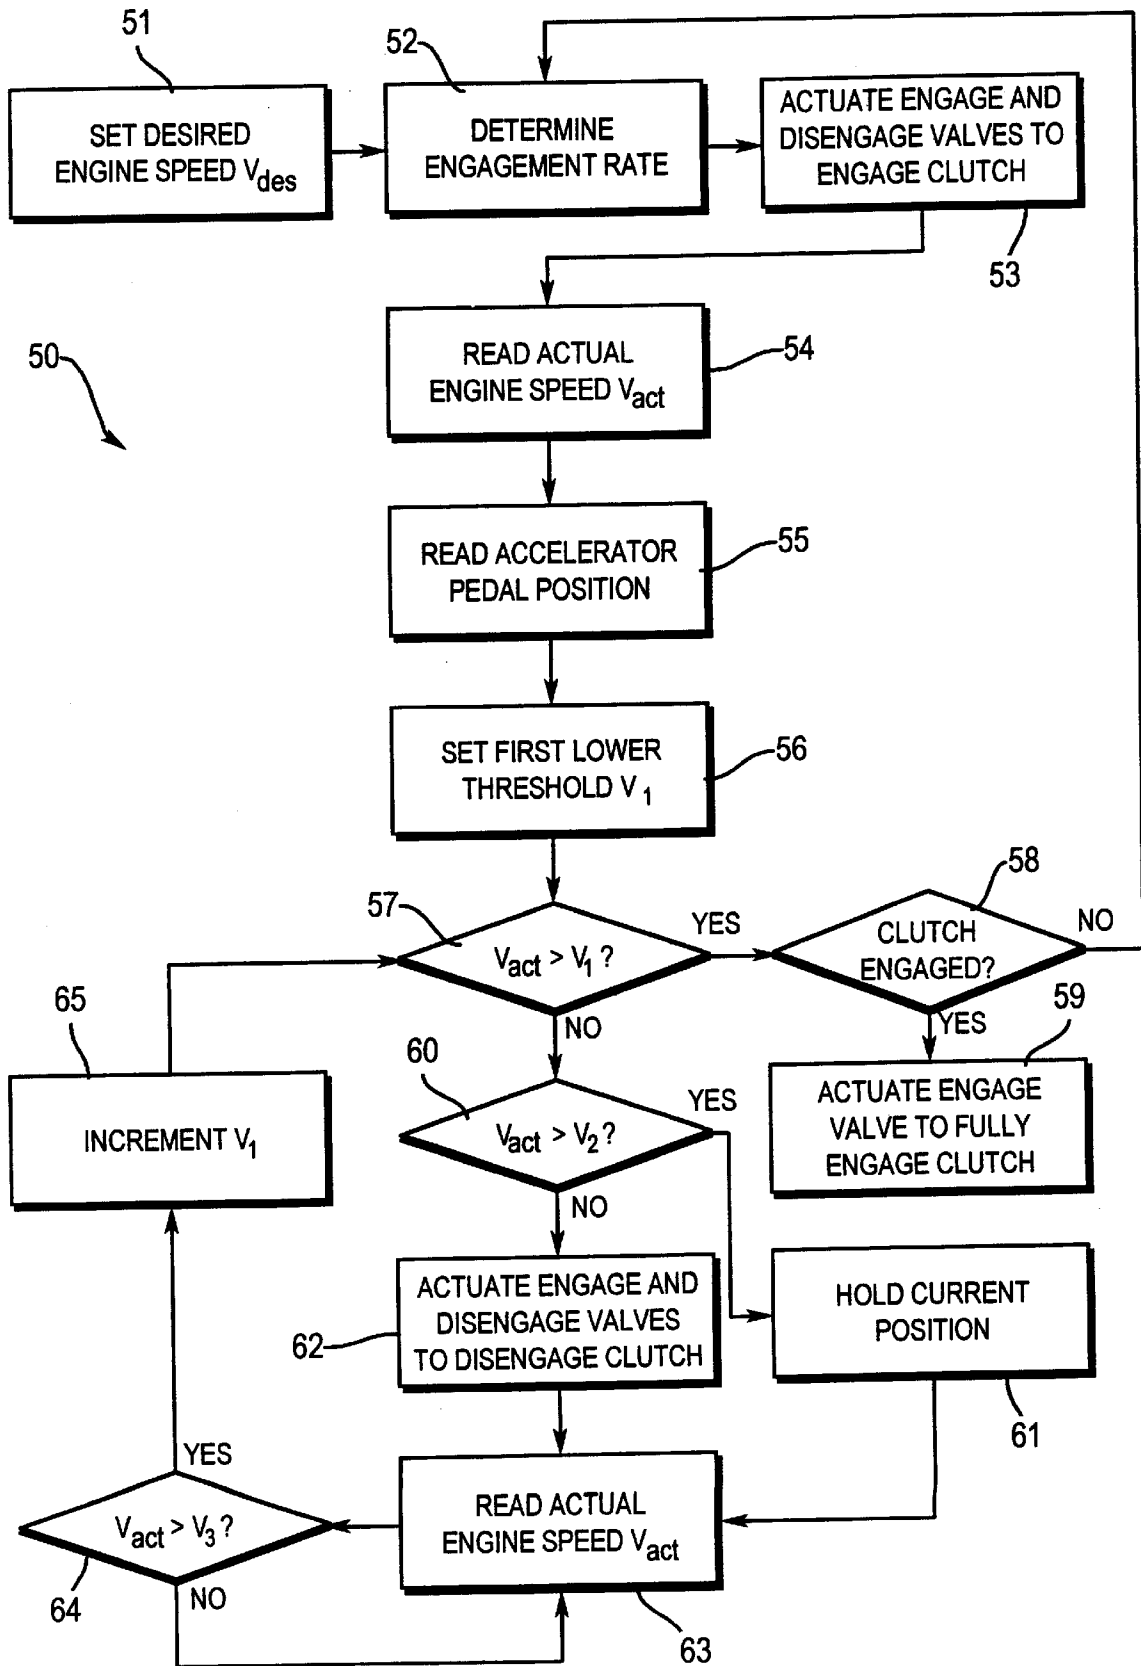 51
SET DESIRED
ENGINE SPEED Vdes
52
DETERMINE
ENGAGEMENT RATE
ACTUATE ENGAGE AND
DISENGAGE VALVES TO
ENGAGE CLUTCH
53
50
READ ACTUAL
ENGINE SPEED Vact
54
READ ACCELERATOR
PEDAL POSITION
55
SET FIRST LOWER
THRESHOLD V1
56
57
Vact > V1 ?
YES
NO
58
CLUTCH
ENGAGED?
NO
YES
59
ACTUATE ENGAGE
VALVE TO FULLY
ENGAGE CLUTCH
60
Vact > V2 ?
YES
NO
HOLD CURRENT
POSITION
61
62
ACTUATE ENGAGE AND
DISENGAGE VALVES
TO DISENGAGE CLUTCH
READ ACTUAL
ENGINE SPEED Vact
63
YES
Vact > V3 ?
64
NO
65
INCREMENT V1